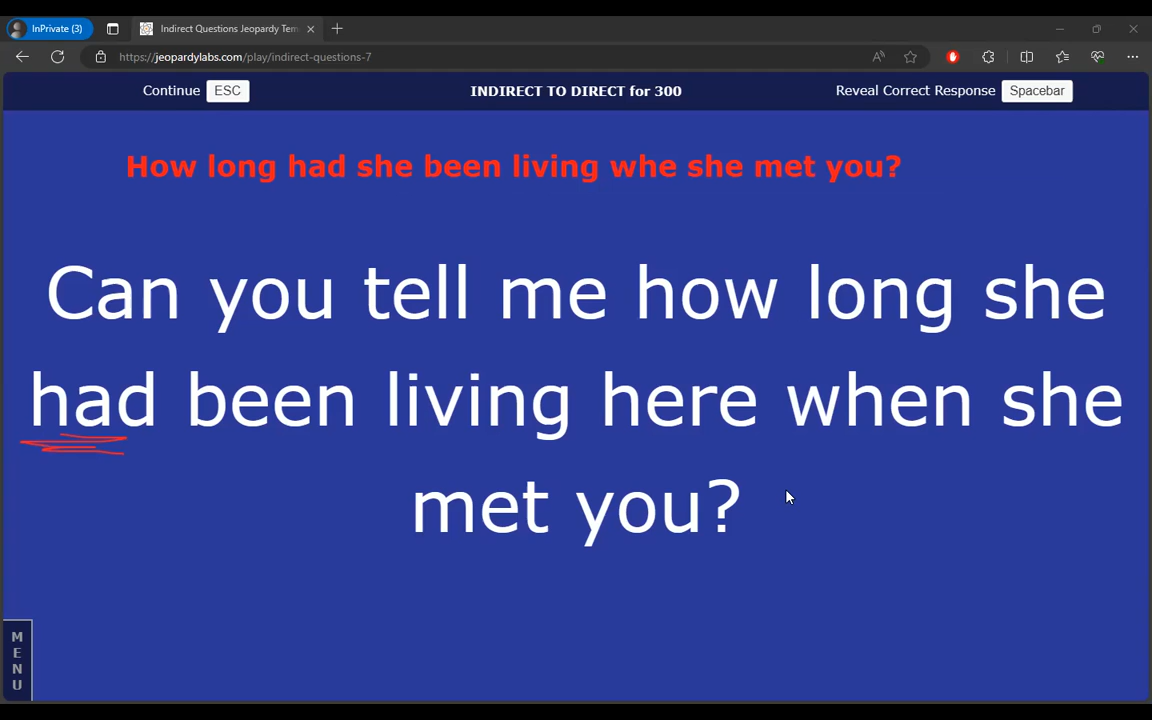 InPrivate (3)
Indirect Questions Jeopardy Tem
https://jeopardylabs.com/play/indirect-questions-7
Continue ESC
INDIRECT TO DIRECT for 300
Reveal Correct Response Spacebar
How long had she been living whe she met you?
Can you tell me how long she
had been living here when she
met you?
MENU